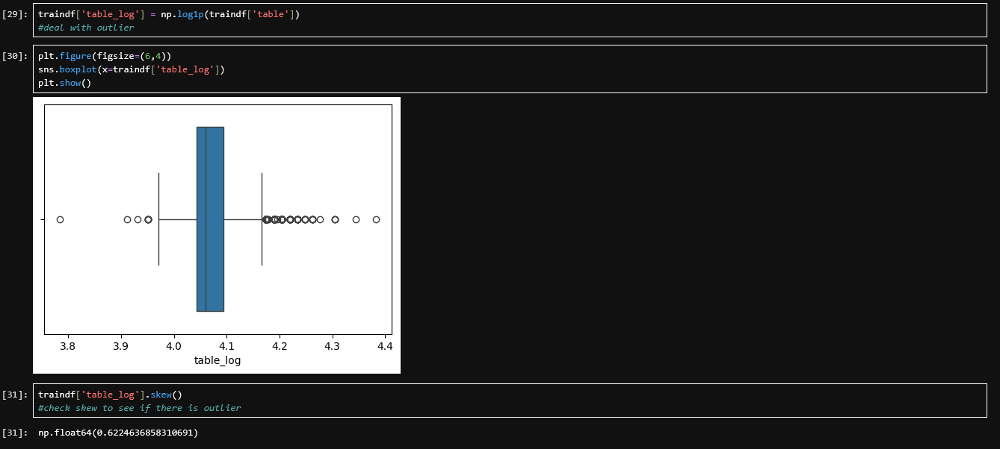 [29]: traindf['table_log'] = np.log1p(traindf['table'])
#deal with outlier
[30]: plt.figure(figsize=(6,4))
sns.boxplot(x=traindf['table_log'])
plt.show()
3.8 3.9 4.0 4.1 4.2 4.3 4.4
table_log
[31]: traindf['table_log'].skew()
#check skew to see if there is outlier
[31]: np.float64(0.6224636858310691)